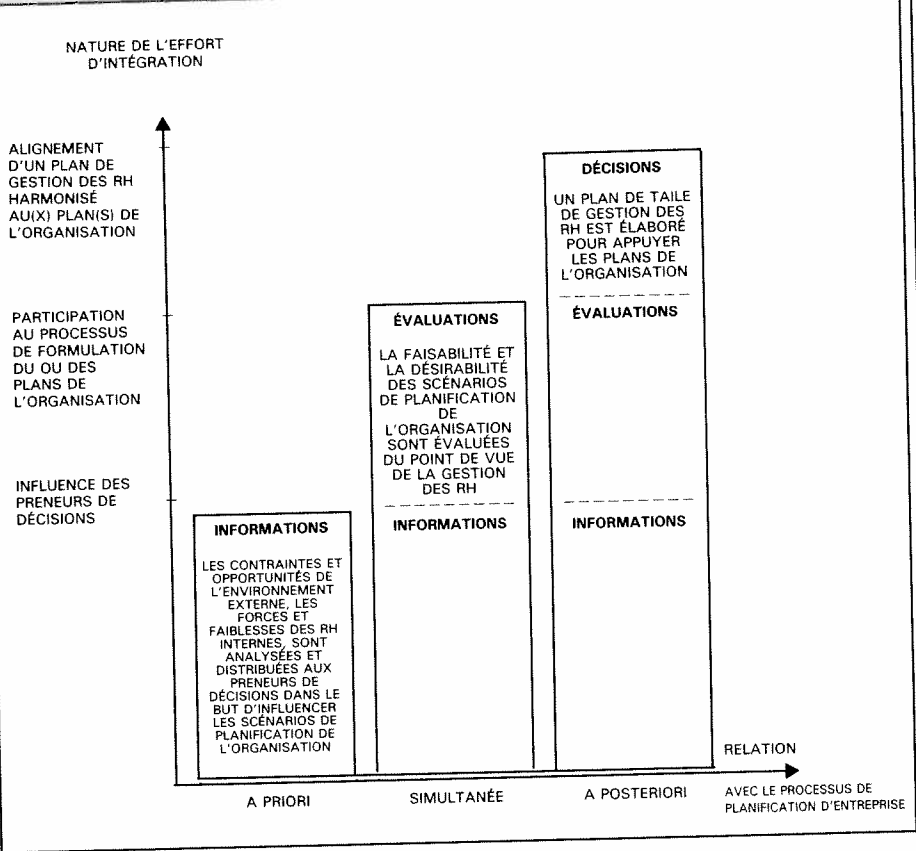 NATURE DE L'EFFORT
D'INTÉGRATION
ALIGNEMENT
D'UN PLAN DE
GESTION DES RH
HARMONISÉ
AU(X) PLAN(S) DE
L'ORGANISATION
PARTICIPATION
AU PROCESSUS
DE FORMULATION
DU OU DES
PLANS DE
L'ORGANISATION
INFLUENCE DES
PRENEURS DE
DÉCISIONS
INFORMATIONS
LES CONTRAINTES ET
OPPORTUNITÉS DE
L'ENVIRONNEMENT
EXTERNE, LES
FORCES ET
FAIBLESSES DES RH
INTERNES, SONT
ANALYSÉES ET
DISTRIBUÉES AUX
PRENEURS DE
DÉCISIONS DANS LE
BUT D'INFLUENCER
LES SCÉNARIOS DE
PLANIFICATION DE
L'ORGANISATION
ÉVALUATIONS
LA FAISABILITÉ ET
LA DÉSIRABILITÉ
DES SCÉNARIOS
DE PLANIFICATION
DE
L'ORGANISATION
SONT ÉVALUÉES
DU POINT DE VUE
DE LA GESTION
DES RH
INFORMATIONS
DÉCISIONS
UN PLAN DE TAILE
DE GESTION DES
RH EST ÉLABORÉ
POUR APPUYER
LES PLANS DE
L'ORGANISATION
ÉVALUATIONS
INFORMATIONS
A PRIORI
SIMULTANÉE
A POSTERIORI
RELATION
AVEC LE PROCESSUS DE
PLANIFICATION D'ENTREPRISE